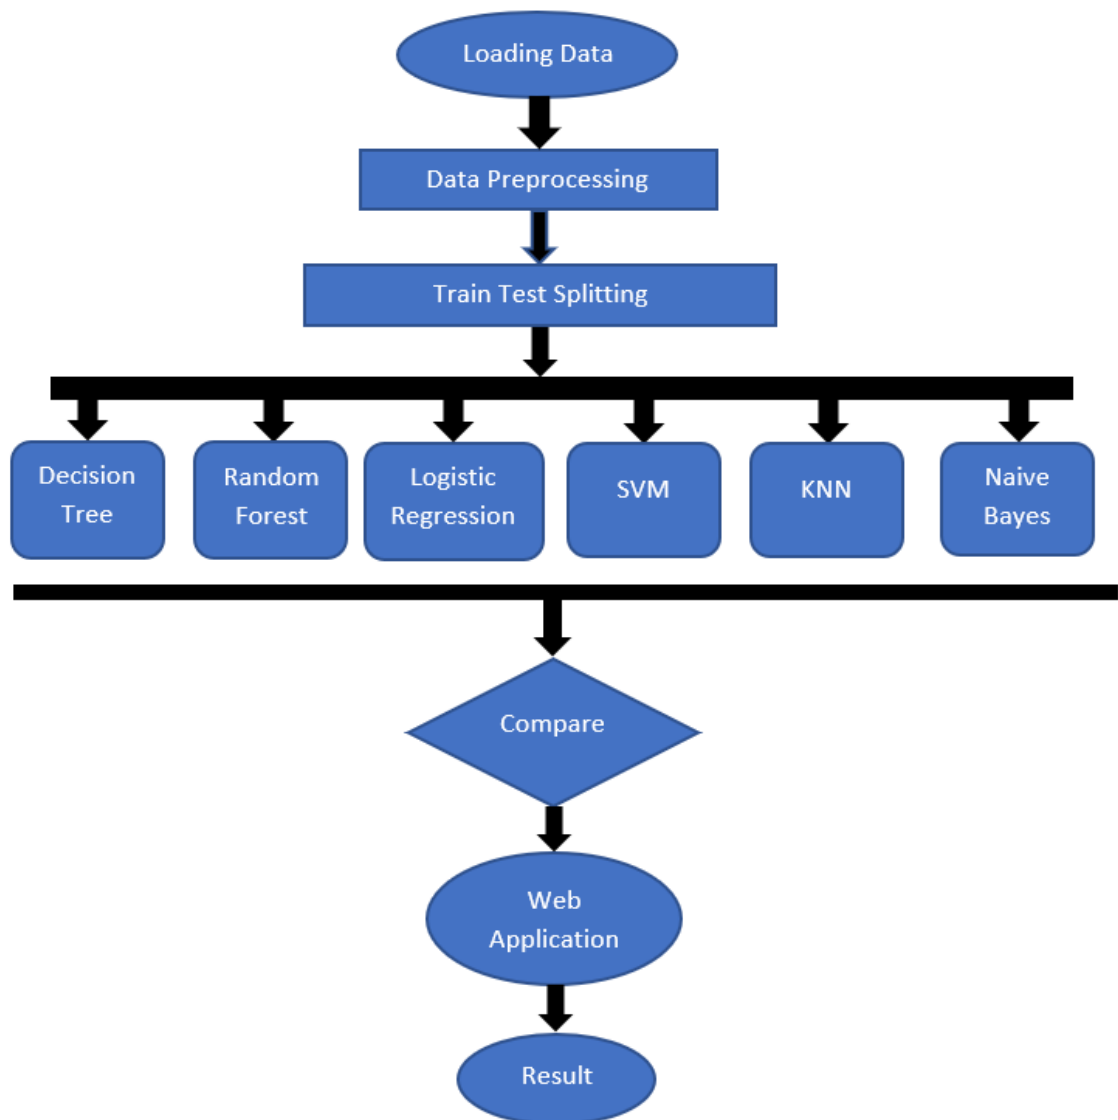 Loading Data
Data Preprocessing
Train Test Splitting
Decision
Tree
Random
Forest
Logistic
Regression
SVM
KNN
Naive
Bayes
Compare
Web
Application
Result